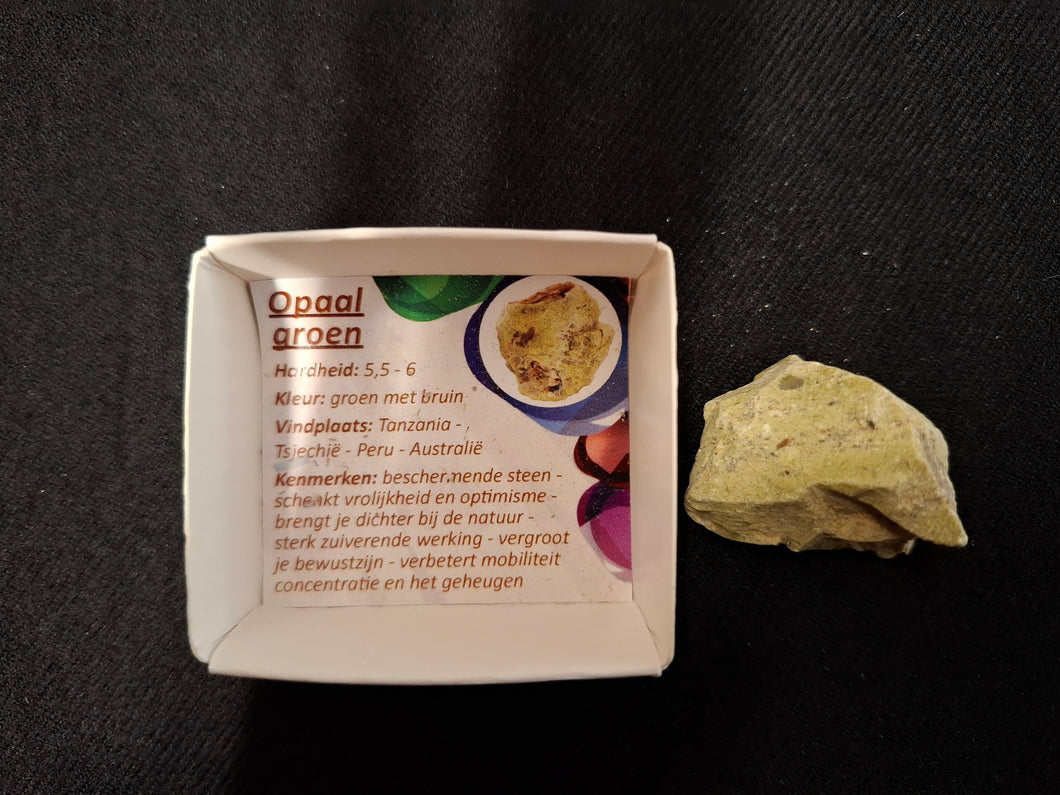 Opaal
groen
Hardheid: 5,5 - 6
Kleur: groen met bruin
Vindplaats: Tanzania -
Tsjechië - Peru - Australië
Kenmerken: beschermende steen -
schenkt vrolijkheid en optimisme -
brengt je dichter bij de natuur -
sterk zuiverende werking - vergroot
je bewustzijn - verbetert mobiliteit
concentratie en het geheugen